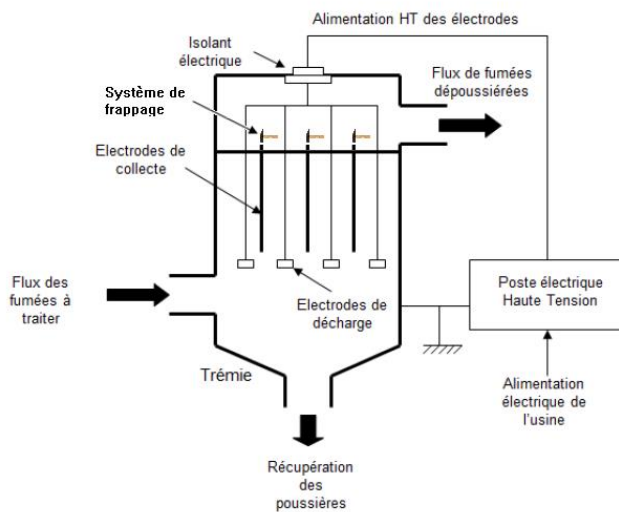 Alimentation HT des électrodes
Isolant
électrique
Flux de fumées
dépoussiérées
Système de
frappage
Electrodes de
collecte
Flux des
fumées à
traiter
Electrodes de
décharge
Poste électrique
Haute Tension
Trémie
Alimentation
électrique de
l'usine
Récupération
des
poussières